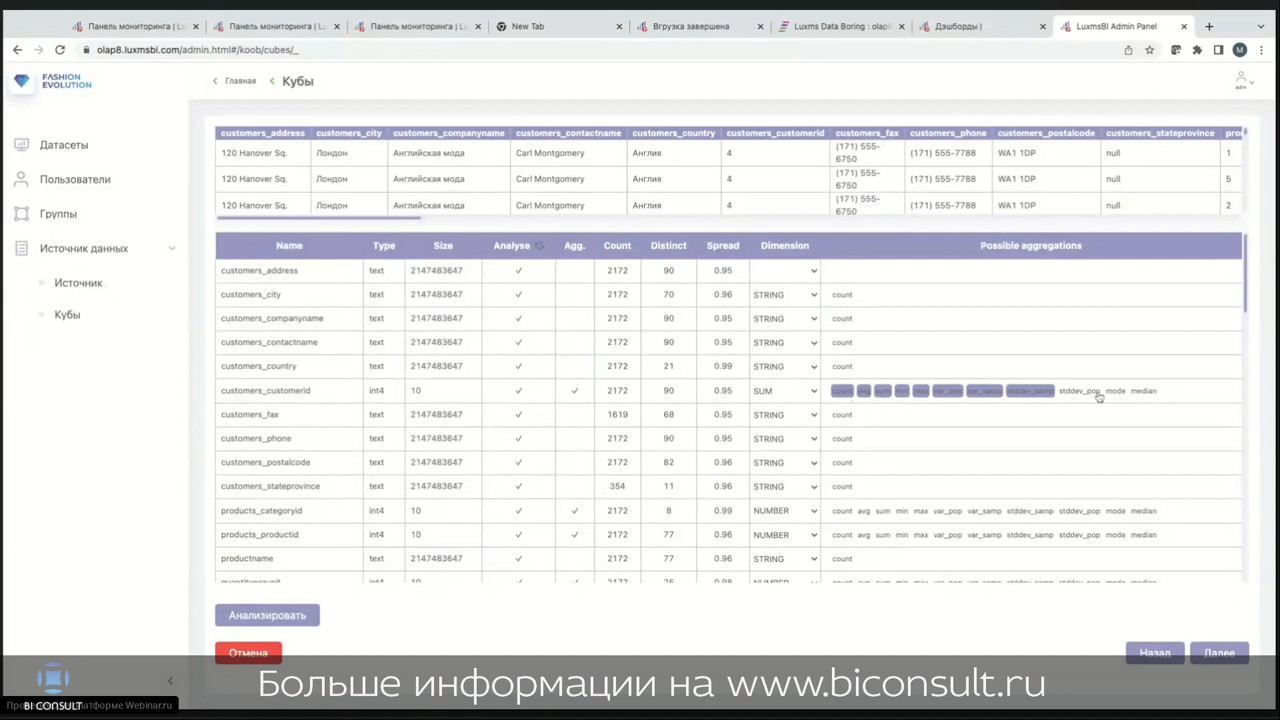 Панель мониторинга | Lu
Панель мониторинга | Lu
Панель мониторинга | Lu
New Tab
Вгрузка завершена
Luxms Data Boring : olap8
Дэшборды |
LuxmsBI Admin Panel
olap8.luxmsbi.com/admin.html#/koob/cubes/_
M
FASHION
EVOLUTION
Главная
Кубы
adm
Датасеты
Пользователи
Группы
Источник данных
Источник
Кубы
customers_address customers_city customers_companyname customers_contactname customers_country customers_customerid customers_fax customers_phone customers_postalcode customers_stateprovince
120 Hanover Sq. Лондон Английская мода Carl Montgomery Англия 4 (171) 555-6750 (171) 555-7788 WA1 1DP null 1
120 Hanover Sq. Лондон Английская мода Carl Montgomery Англия 4 (171) 555-6750 (171) 555-7788 WA1 1DP null 5
120 Hanover Sq. Лондон Английская мода Carl Montgomery Англия 4 (171) 555-6750 (171) 555-7788 WA1 1DP null 2
Name Type Size Analyse Agg. Count Distinct Spread Dimension Possible aggregations
customers_address text 2147483647 ✓ 2172 90 0.95
customers_city text 2147483647 ✓ 2172 70 0.96 STRING count
customers_companyname text 2147483647 ✓ 2172 90 0.95 STRING count
customers_contactname text 2147483647 ✓ 2172 90 0.95 STRING count
customers_country text 2147483647 ✓ 2172 21 0.99 STRING count
customers_customerid int4 10 ✓ ✓ 2172 90 0.95 SUM count avg sum min max var_pop var_samp stddev_samp stddev_pop mode median
customers_fax text 2147483647 ✓ 1619 68 0.95 STRING count
customers_phone text 2147483647 ✓ 2172 90 0.95 STRING count
customers_postalcode text 2147483647 ✓ 2172 82 0.96 STRING count
customers_stateprovince text 2147483647 ✓ 354 11 0.96 STRING count
products_categoryid int4 10 ✓ ✓ 2172 8 0.99 NUMBER count avg sum min max var_pop var_samp stddev_samp stddev_pop mode median
products_productid int4 10 ✓ ✓ 2172 77 0.96 NUMBER count avg sum min max var_pop var_samp stddev_samp stddev_pop mode median
productname text 2147483647 ✓ 2172 77 0.96 STRING count
Анализировать
Отмена
Назад
Далее
Больше информации на www.biconsult.ru
BI CONSULT
Webinar.ru